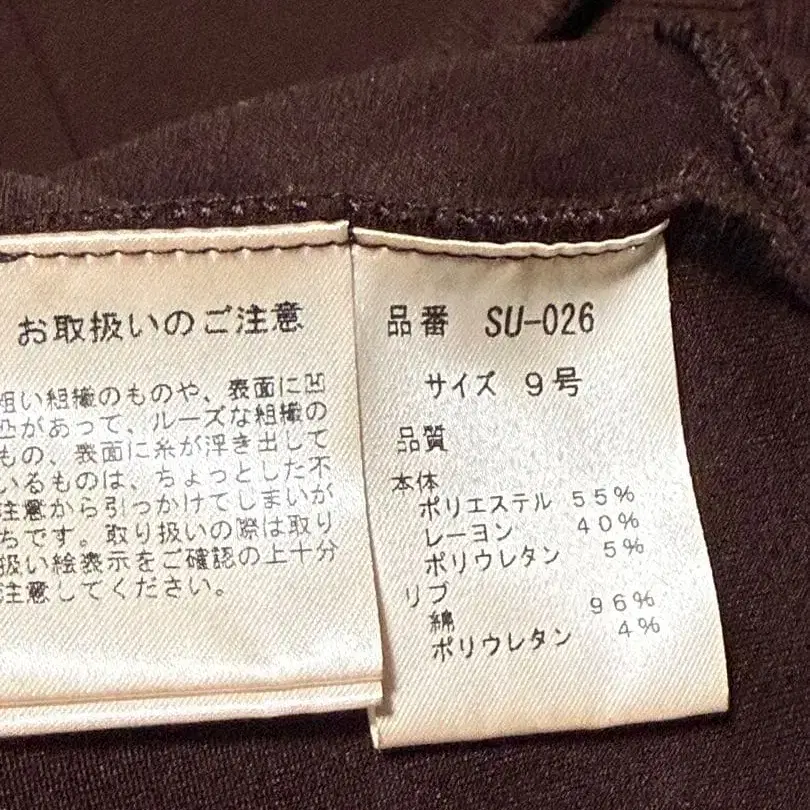 お取扱いのご注意
粗い組織のものや、表面に凹
凸があって、ルーズな組織の
もの、表面に糸が浮き出して
いるものは、ちょっとした不
注意から引っかけてしまいが
ちです。取り扱いの際は取り
扱い絵表示をご確認の上十分
注意してください。
品番 SU-026
サイズ 9号
品質
本体
ポリエステル 55%
レーヨン 40%
ポリウレタン 5%
リブ
綿 96%
ポリウレタン 4%